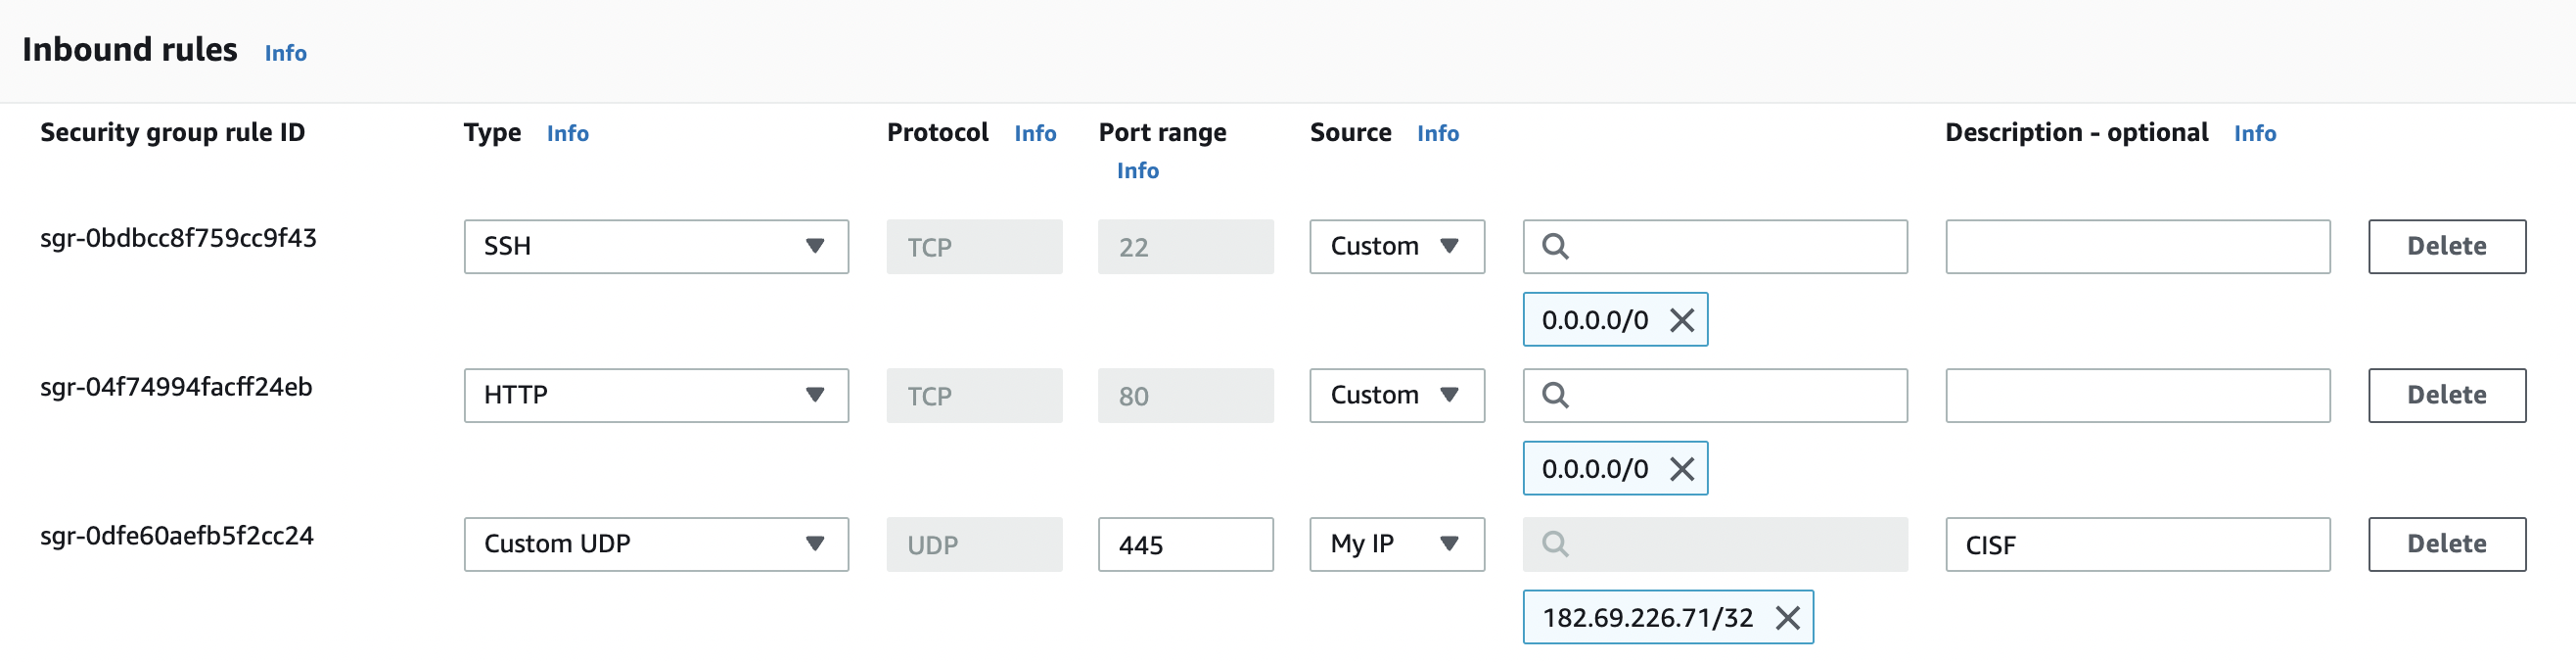 Inbound rules Info
Security group rule ID Type Info Protocol Info Port range Info Source Info Description - optional Info
sgr-0bdbcc8f759cc9f43 SSH TCP 22 Custom Delete
0.0.0.0/0
sgr-04f74994facff24eb HTTP TCP 80 Custom Delete
0.0.0.0/0
sgr-0dfe60aefb5f2cc24 Custom UDP UDP 445 My IP CISF Delete
182.69.226.71/32